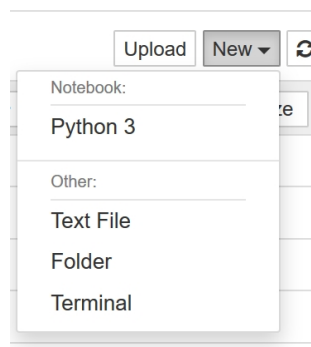 Upload New
Notebook:
Python 3
Other:
Text File
Folder
Terminal